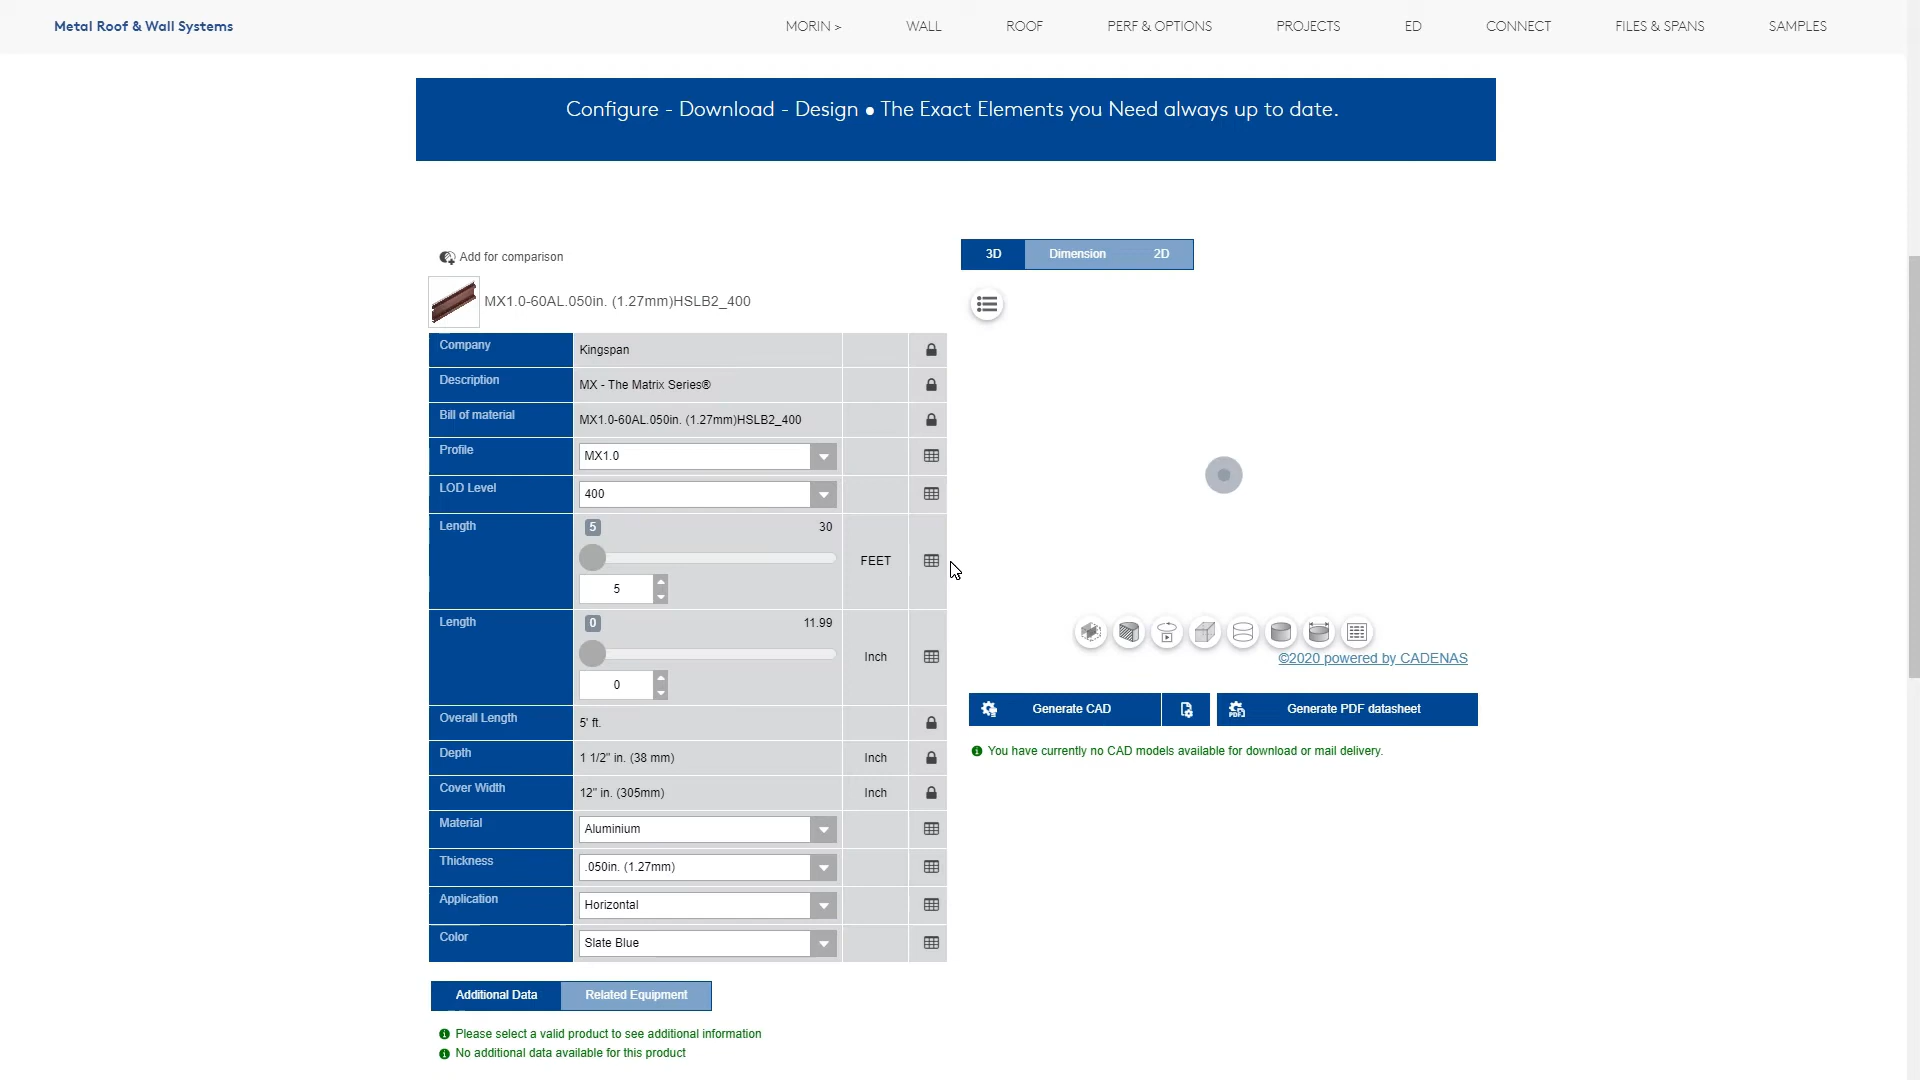 Metal Roof & Wall Systems
MORIN >
WALL
ROOF
PERF & OPTIONS
PROJECTS
ED
CONNECT
FILES & SPANS
SAMPLES
Configure - Download - Design • The Exact Elements you Need always up to date.
Add for comparison
MX1.0-60AL.050in. (1.27mm)HSLB2_400
Company Kingspan
Description MX - The Matrix Series®
Bill of material MX1.0-60AL.050in. (1.27mm)HSLB2_400
Profile MX1.0
LOD Level 400
Length 5 30
FEET
5
Length 0 11.99
Inch
0
Overall Length 5' ft.
Depth 1 1/2" in. (38 mm) Inch
Cover Width 12" in. (305mm) Inch
Material Aluminium
Thickness .050in. (1.27mm)
Application Horizontal
Color Slate Blue
Additional Data Related Equipment
Please select a valid product to see additional information
No additional data available for this product
3D Dimension 2D
©2020 powered by CADENAS
Generate CAD
PDF Generate PDF datasheet
You have currently no CAD models available for download or mail delivery.